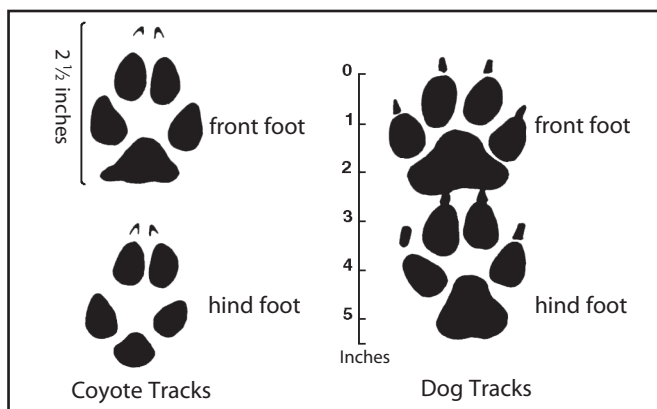 2 ½ inches
front foot
hind foot
Coyote Tracks
0
1
2
3
4
5
Inches
front foot
hind foot
Dog Tracks